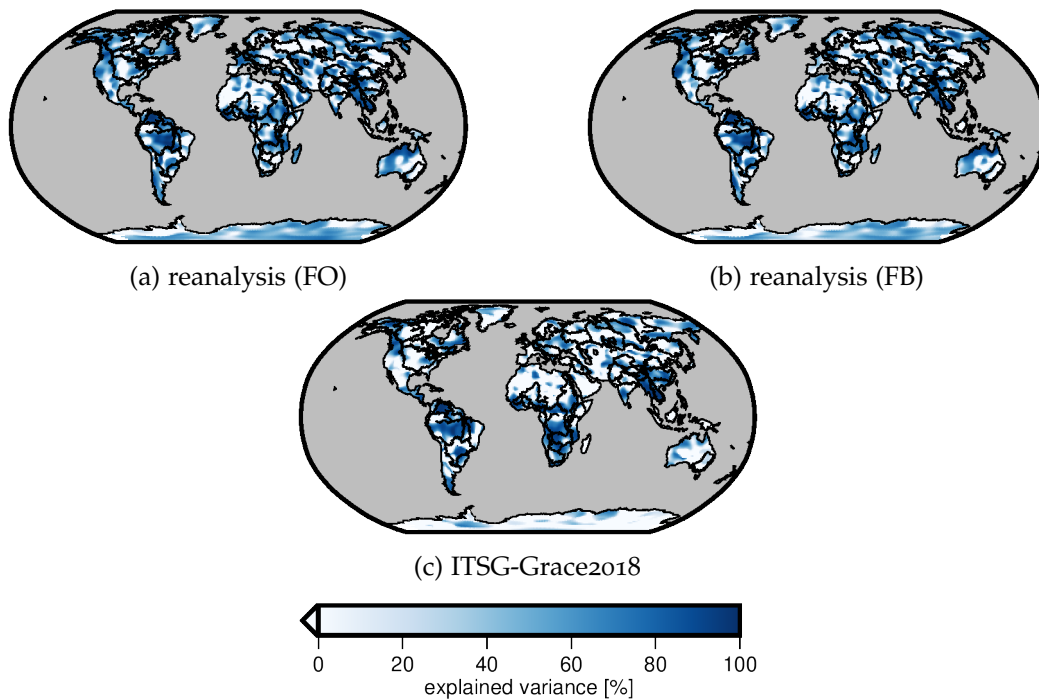 (a) reanalysis (FO)
(b) reanalysis (FB)
(c) ITSG-Grace2018
0 20 40 60 80 100
explained variance [%]